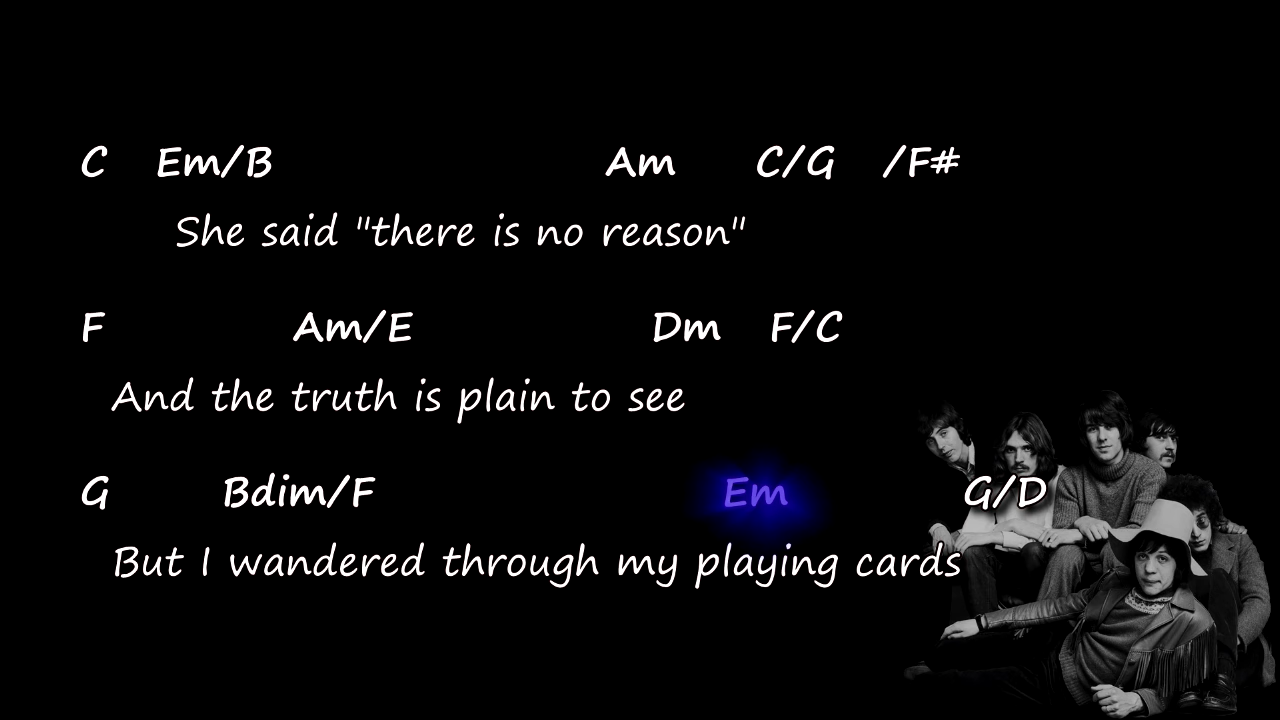 C Em/B Am C/G /F#
She said "there is no reason"
F Am/E Dm F/C
And the truth is plain to see
G Bdim/F Em G/D
But I wandered through my playing cards